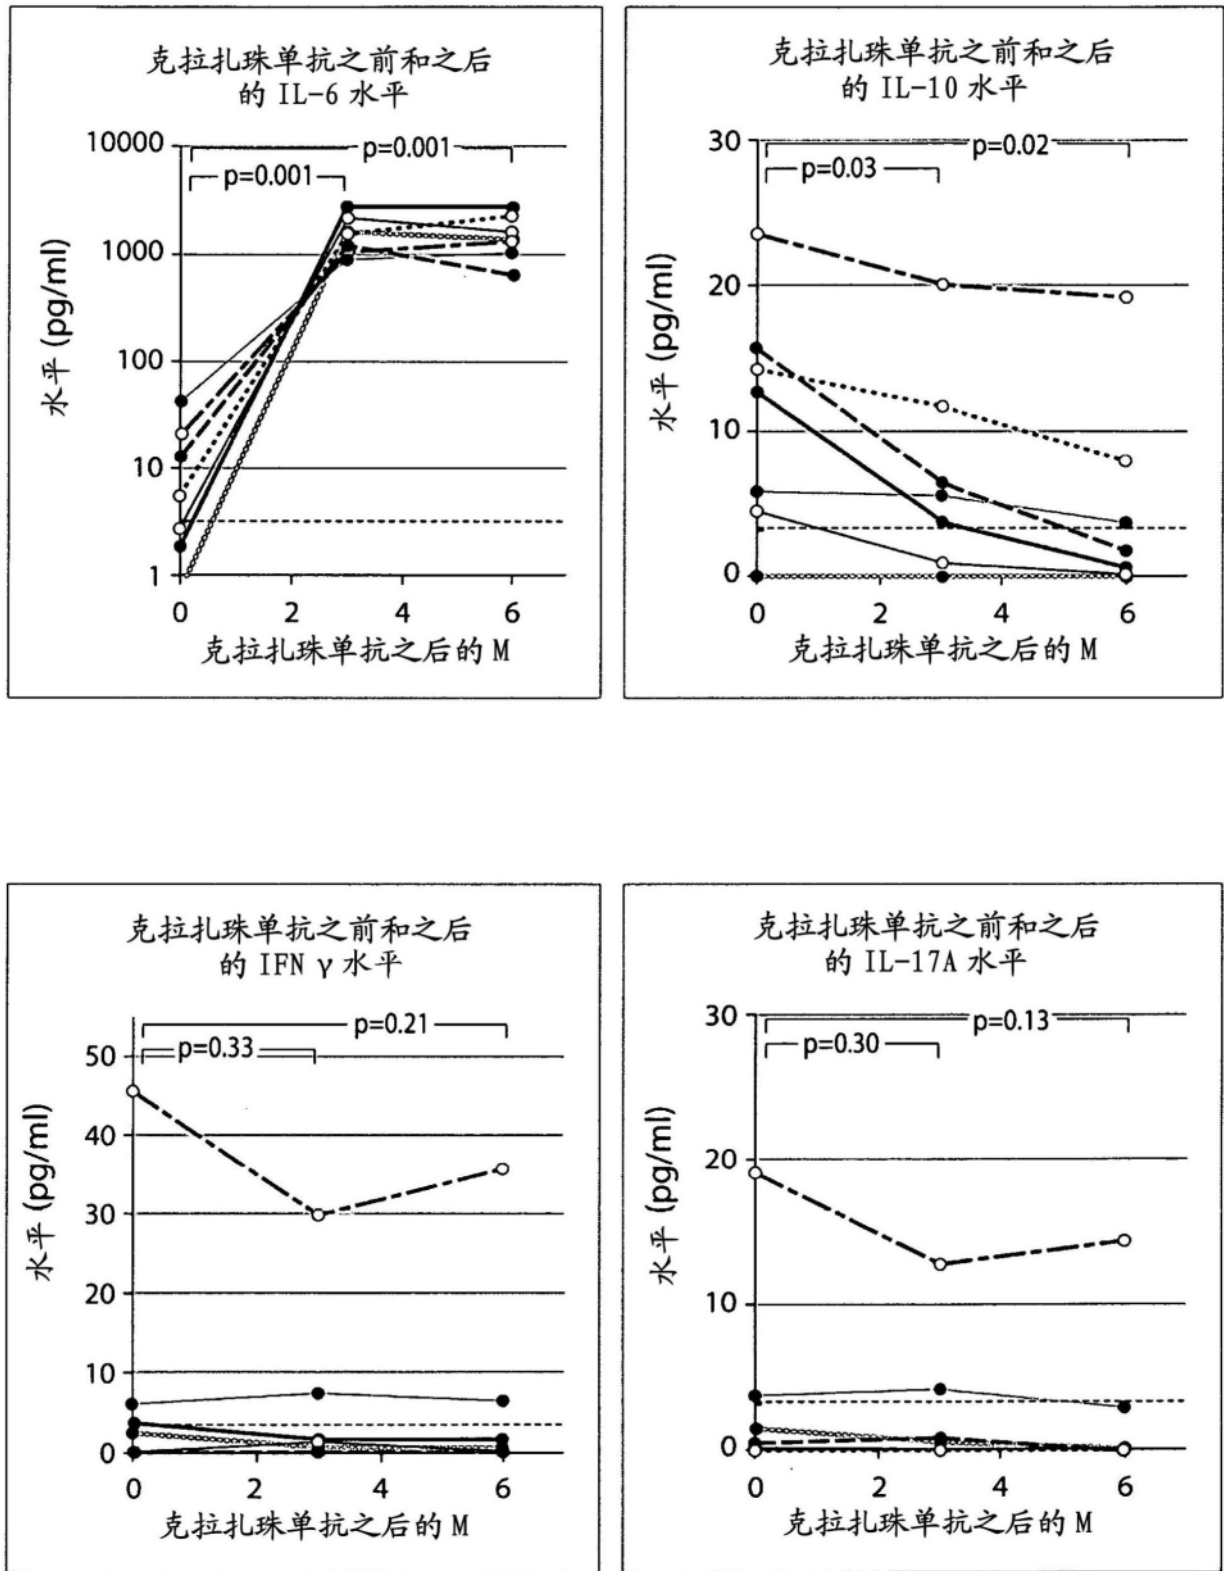 克拉扎珠单抗之前和之后
的 IL-6 水平
10000
1000
100
10
1
p=0.001
p=0.001
水平 (pg/ml)
0 2 4 6
克拉扎珠单抗之后的 M
克拉扎珠单抗之前和之后
的 IL-10 水平
30
20
10
0
p=0.02
p=0.03
水平 (pg/ml)
0 2 4 6
克拉扎珠单抗之后的 M
克拉扎珠单抗之前和之后
的 IFN γ 水平
50
40
30
20
10
0
p=0.21
p=0.33
水平 (pg/ml)
0 2 4 6
克拉扎珠单抗之后的 M
克拉扎珠单抗之前和之后
的 IL-17A 水平
30
20
10
0
p=0.13
p=0.30
水平 (pg/ml)
0 2 4 6
克拉扎珠单抗之后的 M